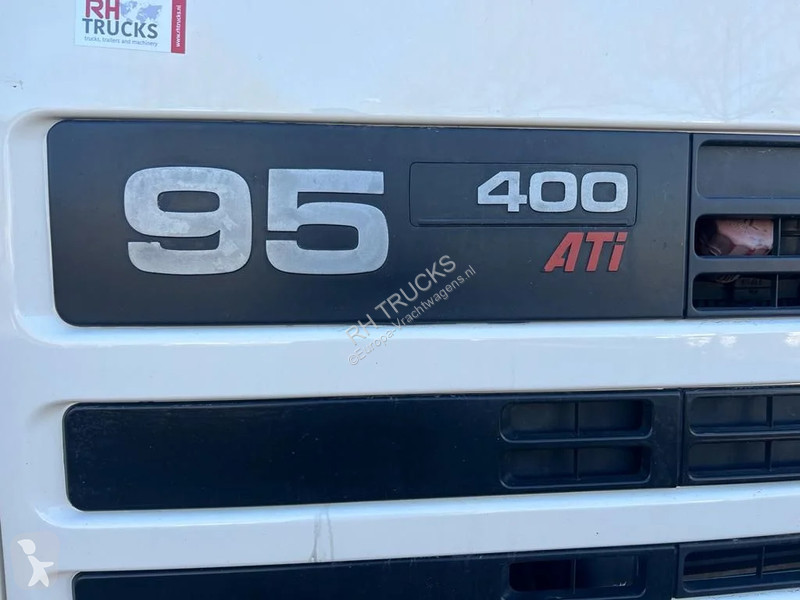 RH
TRUCKS
trucks, trailers and machinery
www.rhtrucks.nl
95
400
ATi
RH TRUCKS
©Europa-Vrachtwagens.nl